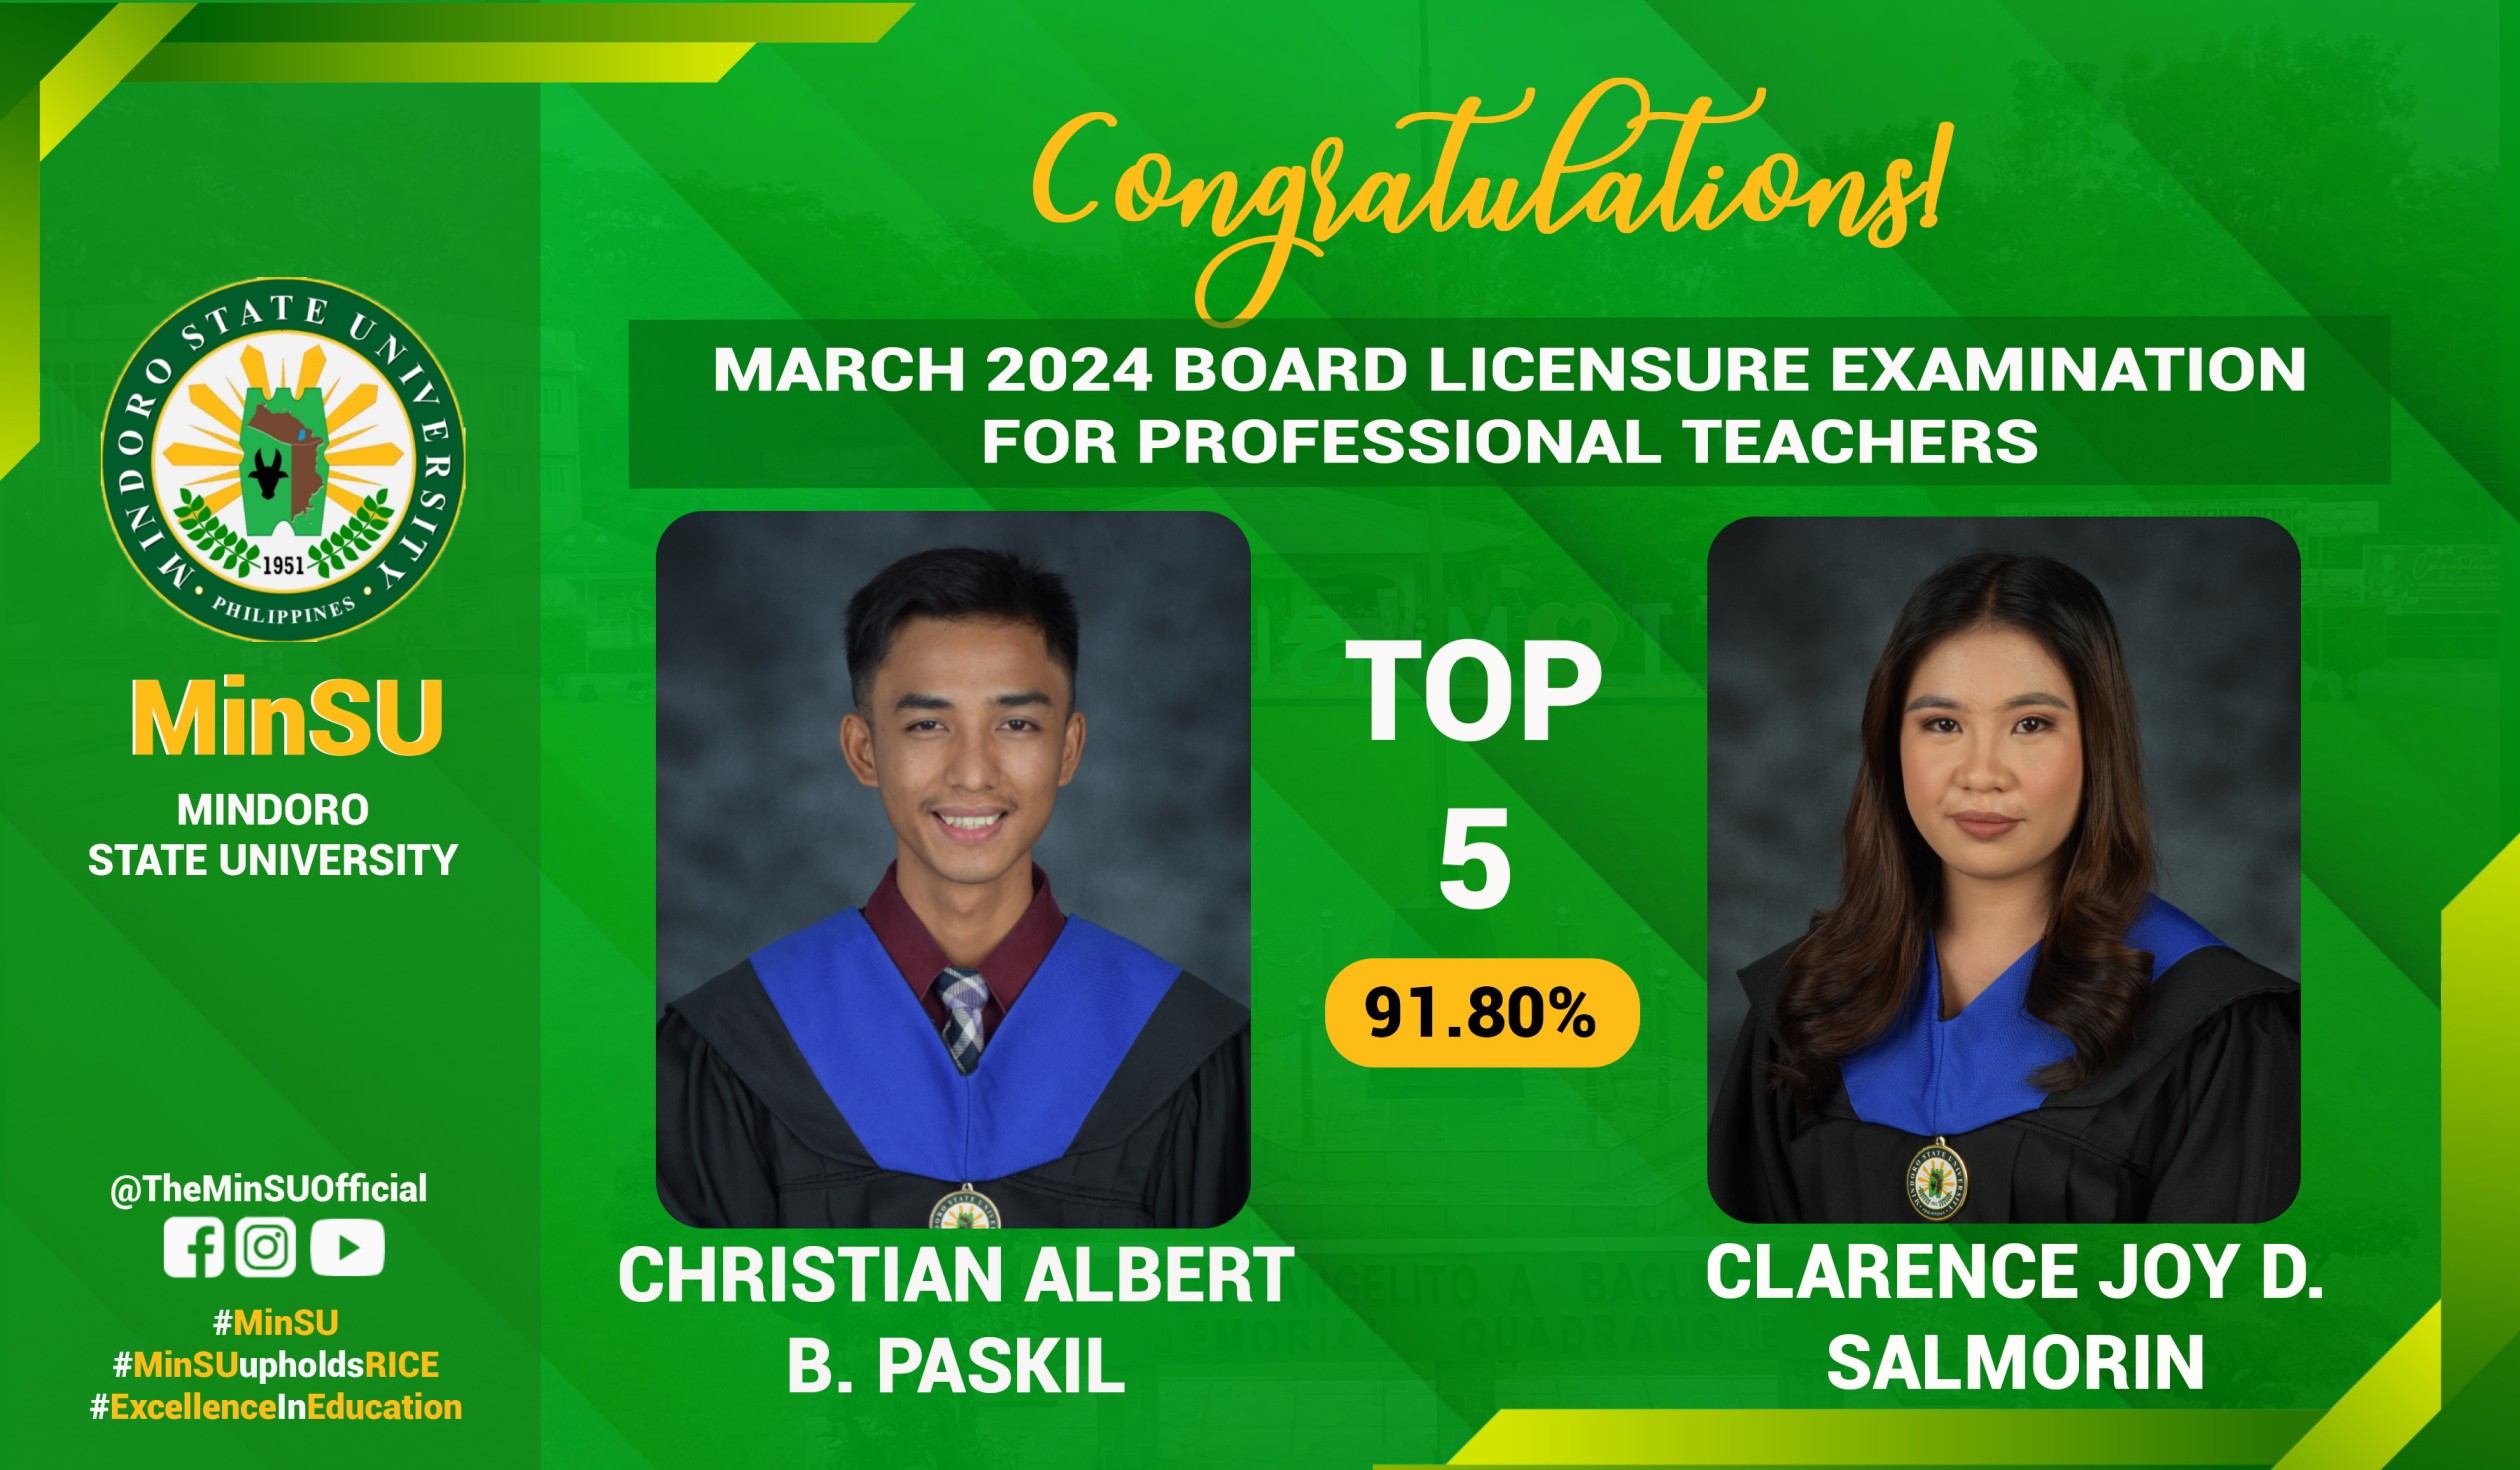 MINDORO STATE UNIVERSITY
1951
PHILIPPINES
MinSU
MINDORO
STATE UNIVERSITY
@TheMinSUOfficial
#MinSU
#MinSUupholdsRICE
#ExcellenceInEducation
Congratulations!
MARCH 2024 BOARD LICENSURE EXAMINATION
FOR PROFESSIONAL TEACHERS
TOP
5
91.80%
CHRISTIAN ALBERT
B. PASKIL
CLARENCE JOY D.
SALMORIN